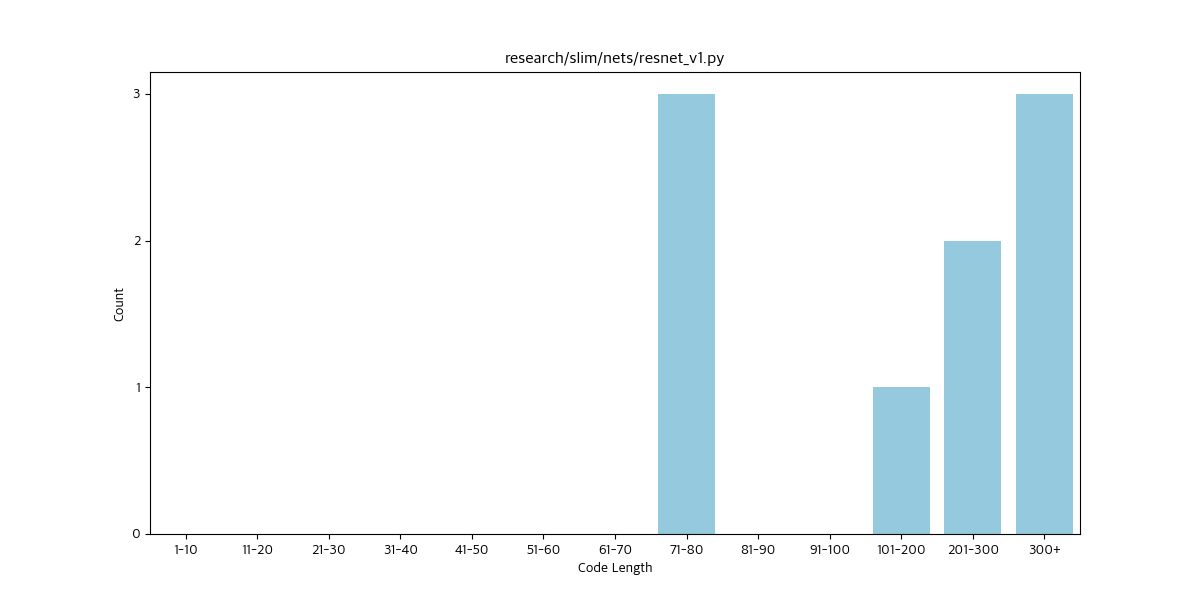 research/slim/nets/resnet_v1.py
3
2
1
0
Count
1-10 11-20 21-30 31-40 41-50 51-60 61-70 71-80 81-90 91-100 101-200 201-300 300+
Code Length